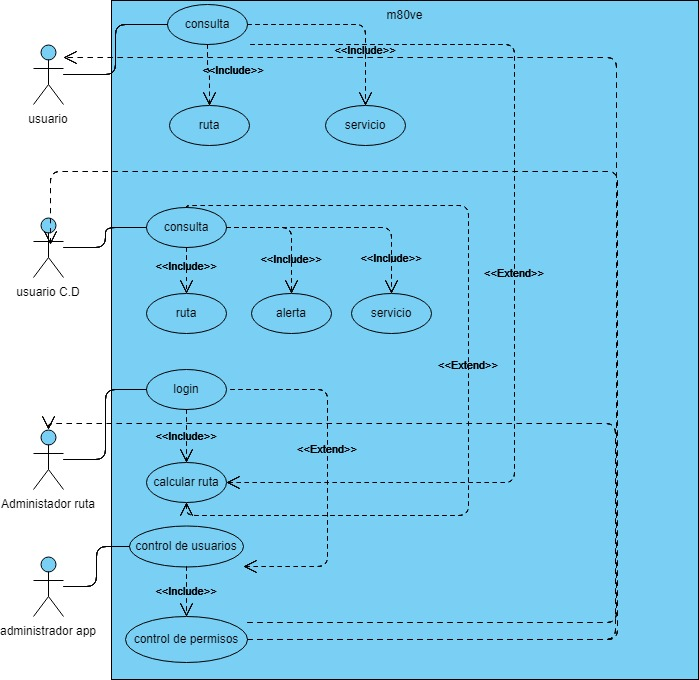 m80ve
consulta
<<Include>>
<<Include>>
usuario
ruta
servicio
consulta
<<Include>>
<<Include>>
<<Include>>
<<Extend>>
usuario C.D
ruta
alerta
servicio
<<Extend>>
login
<<Include>>
<<Extend>>
calcular ruta
Administador ruta
control de usuarios
<<Include>>
administrador app
control de permisos